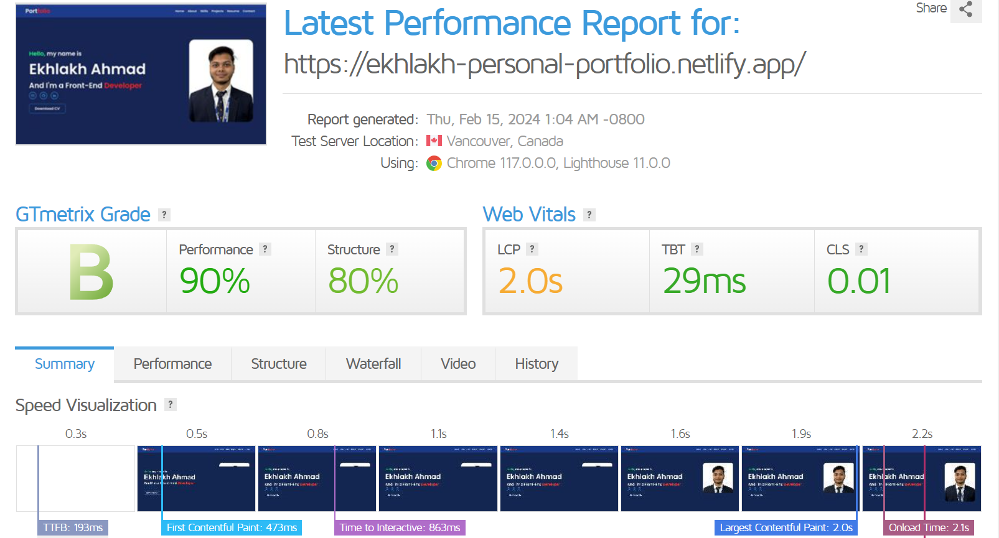 Portfolio
Home About Skills Projects Resume Contact
Hello, my name is
Ekhlakh Ahmad
And I'm a Front-End Developer
Download CV
Share
Latest Performance Report for:
https://ekhlakh-personal-portfolio.netlify.app/
Report generated: Thu, Feb 15, 2024 1:04 AM -0800
Test Server Location: Vancouver, Canada
Using: Chrome 117.0.0.0, Lighthouse 11.0.0
GTmetrix Grade ?
Web Vitals ?
B
Performance ?
90%
Structure ?
80%
LCP ?
2.0s
TBT ?
29ms
CLS ?
0.01
Summary Performance Structure Waterfall Video History
Speed Visualization ?
0.3s 0.5s 0.8s 1.1s 1.4s 1.6s 1.9s 2.2s
Ekhlakh Ahmad
Ekhlakh Ahmad
Ekhlakh Ahmad
Ekhlakh Ahmad
Ekhlakh Ahmad
Ekhlakh Ahmad
Ekhlakh Ahmad
TTFB: 193ms
First Contentful Paint: 473ms
Time to Interactive: 863ms
Largest Contentful Paint: 2.0s
Onload Time: 2.1s